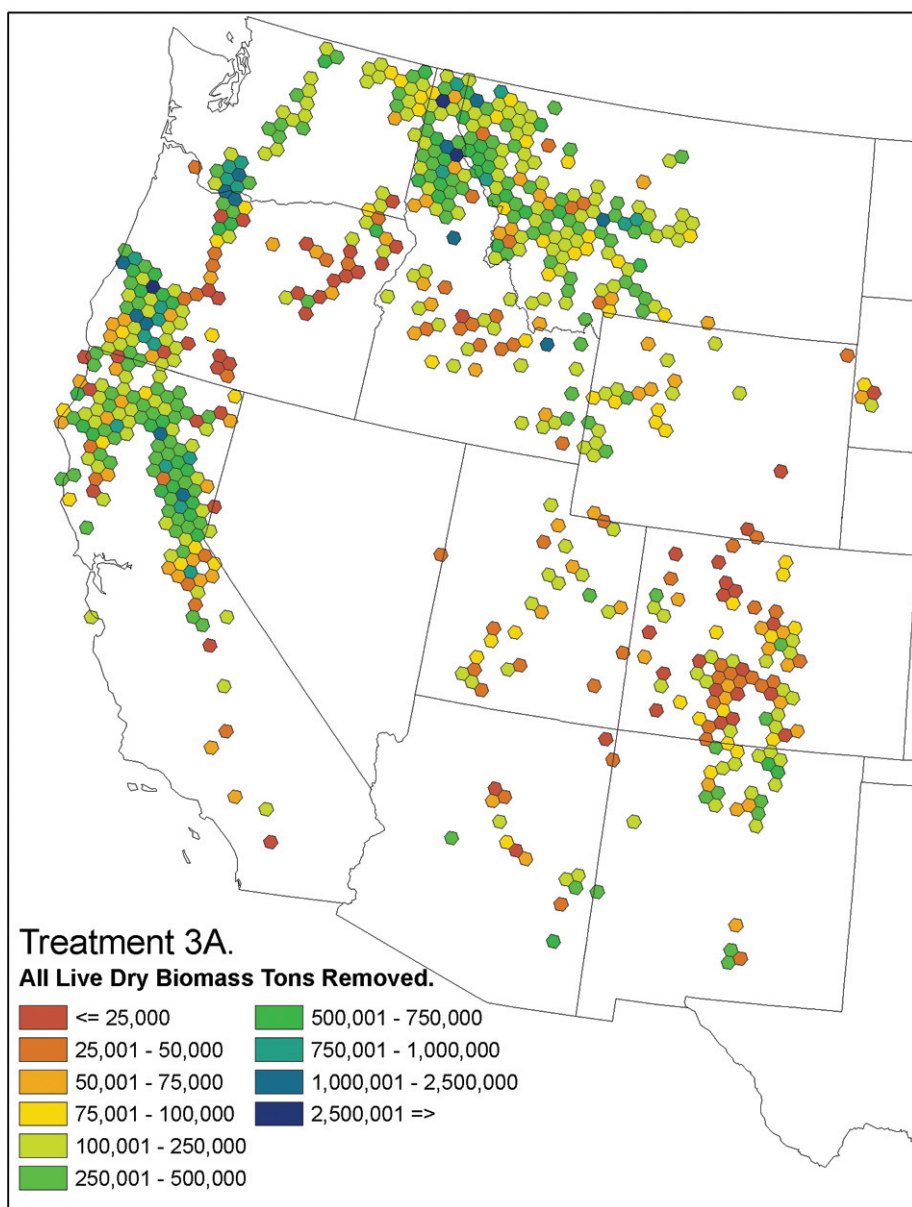 Treatment 3A.
All Live Dry Biomass Tons Removed.
<= 25,000
25,001 - 50,000
50,001 - 75,000
75,001 - 100,000
100,001 - 250,000
250,001 - 500,000
500,001 - 750,000
750,001 - 1,000,000
1,000,001 - 2,500,000
2,500,001 =>